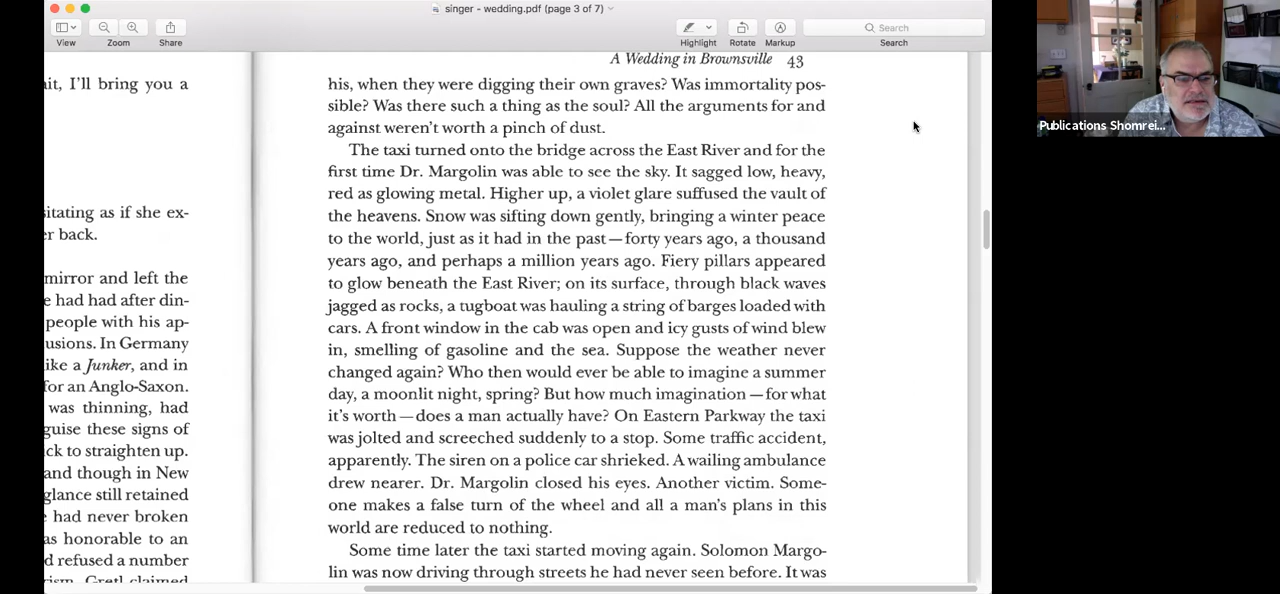 singer - wedding.pdf (page 3 of 7)
View
Zoom
Share
Highlight
Rotate
Markup
Search
Search
Publications Shomrei...
ait, I'll bring you a
sitating as if she ex-
er back.
mirror and left the
e had had after din-
people with his ap-
usions. In Germany
ike a Junker, and in
for an Anglo-Saxon.
was thinning, had
guise these signs of
ck to straighten up.
and though in New
glance still retained
e had never broken
as honorable to an
d refused a number
cism. Gretl claimed
A Wedding in Brownsville 43
his, when they were digging their own graves? Was immortality pos-
sible? Was there such a thing as the soul? All the arguments for and
against weren't worth a pinch of dust.
The taxi turned onto the bridge across the East River and for the
first time Dr. Margolin was able to see the sky. It sagged low, heavy,
red as glowing metal. Higher up, a violet glare suffused the vault of
the heavens. Snow was sifting down gently, bringing a winter peace
to the world, just as it had in the past—forty years ago, a thousand
years ago, and perhaps a million years ago. Fiery pillars appeared
to glow beneath the East River; on its surface, through black waves
jagged as rocks, a tugboat was hauling a string of barges loaded with
cars. A front window in the cab was open and icy gusts of wind blew
in, smelling of gasoline and the sea. Suppose the weather never
changed again? Who then would ever be able to imagine a summer
day, a moonlit night, spring? But how much imagination—for what
it's worth—does a man actually have? On Eastern Parkway the taxi
was jolted and screeched suddenly to a stop. Some traffic accident,
apparently. The siren on a police car shrieked. A wailing ambulance
drew nearer. Dr. Margolin closed his eyes. Another victim. Some-
one makes a false turn of the wheel and all a man's plans in this
world are reduced to nothing.
Some time later the taxi started moving again. Solomon Margo-
lin was now driving through streets he had never seen before. It was